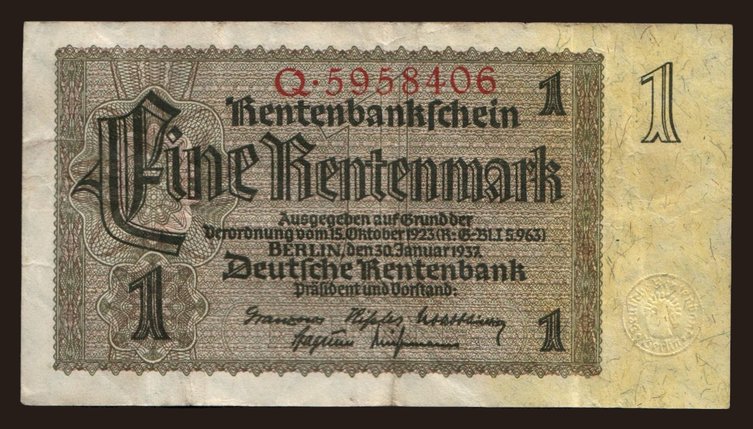 Q·5958406
1
1
Rentenbankschein
Eine Rentenmark
Ausgegeben auf Grund der
Verordnung vom 15. Oktober 1923 (R-G-Bl.I S.963)
BERLIN, den 30. Januar 1937.
Deutsche Rentenbank
Präsident und Vorstand:
1
1